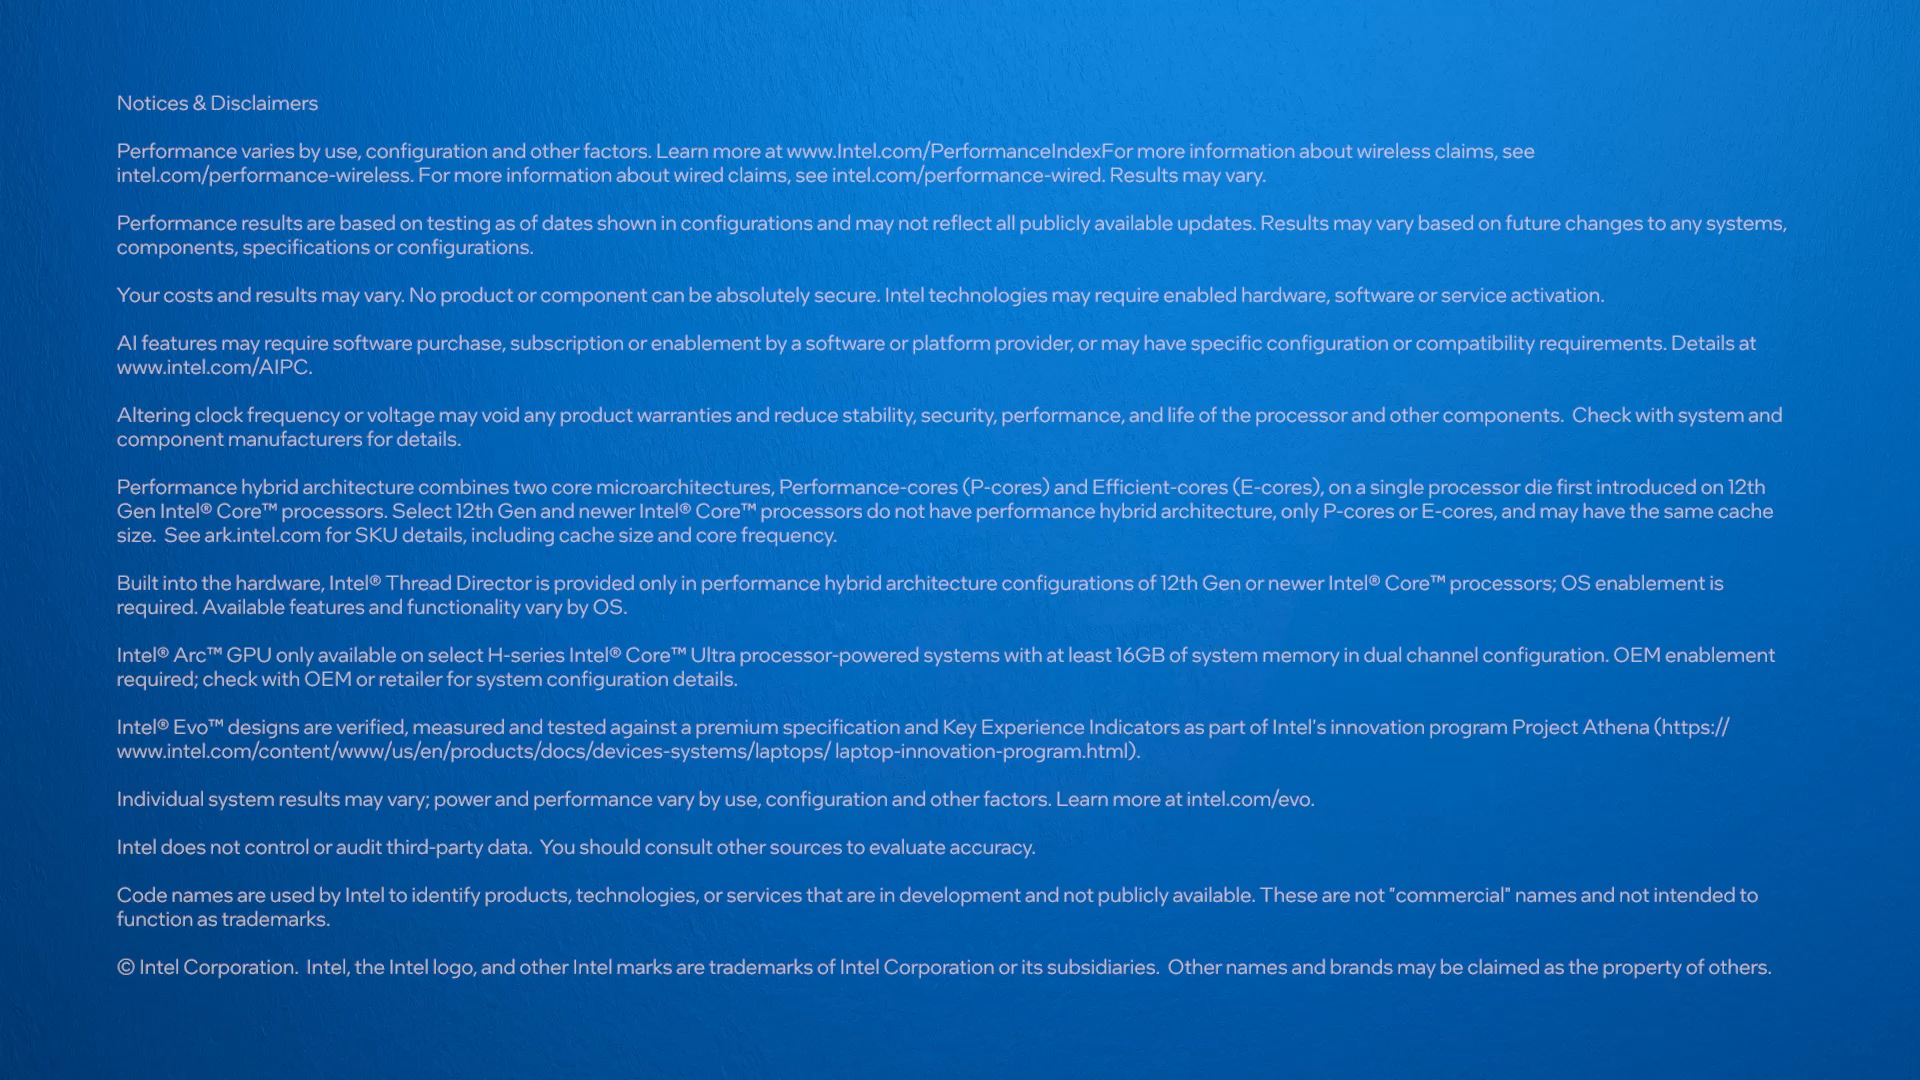 Notices & Disclaimers
Performance varies by use, configuration and other factors. Learn more at www.Intel.com/PerformanceIndexFor more information about wireless claims, see
intel.com/performance-wireless. For more information about wired claims, see intel.com/performance-wired. Results may vary.
Performance results are based on testing as of dates shown in configurations and may not reflect all publicly available updates. Results may vary based on future changes to any systems,
components, specifications or configurations.
Your costs and results may vary. No product or component can be absolutely secure. Intel technologies may require enabled hardware, software or service activation.
AI features may require software purchase, subscription or enablement by a software or platform provider, or may have specific configuration or compatibility requirements. Details at
www.intel.com/AIPC.
Altering clock frequency or voltage may void any product warranties and reduce stability, security, performance, and life of the processor and other components.  Check with system and
component manufacturers for details.
Performance hybrid architecture combines two core microarchitectures, Performance-cores (P-cores) and Efficient-cores (E-cores), on a single processor die first introduced on 12th
Gen Intel® Core™ processors. Select 12th Gen and newer Intel® Core™ processors do not have performance hybrid architecture, only P-cores or E-cores, and may have the same cache
size.  See ark.intel.com for SKU details, including cache size and core frequency.
Built into the hardware, Intel® Thread Director is provided only in performance hybrid architecture configurations of 12th Gen or newer Intel® Core™ processors; OS enablement is
required. Available features and functionality vary by OS.
Intel® Arc™ GPU only available on select H-series Intel® Core™ Ultra processor-powered systems with at least 16GB of system memory in dual channel configuration. OEM enablement
required; check with OEM or retailer for system configuration details.
Intel® Evo™ designs are verified, measured and tested against a premium specification and Key Experience Indicators as part of Intel's innovation program Project Athena (https://
www.intel.com/content/www/us/en/products/docs/devices-systems/laptops/ laptop-innovation-program.html).
Individual system results may vary; power and performance vary by use, configuration and other factors. Learn more at intel.com/evo.
Intel does not control or audit third-party data.  You should consult other sources to evaluate accuracy.
Code names are used by Intel to identify products, technologies, or services that are in development and not publicly available. These are not "commercial" names and not intended to
function as trademarks.
© Intel Corporation.  Intel, the Intel logo, and other Intel marks are trademarks of Intel Corporation or its subsidiaries.  Other names and brands may be claimed as the property of others.